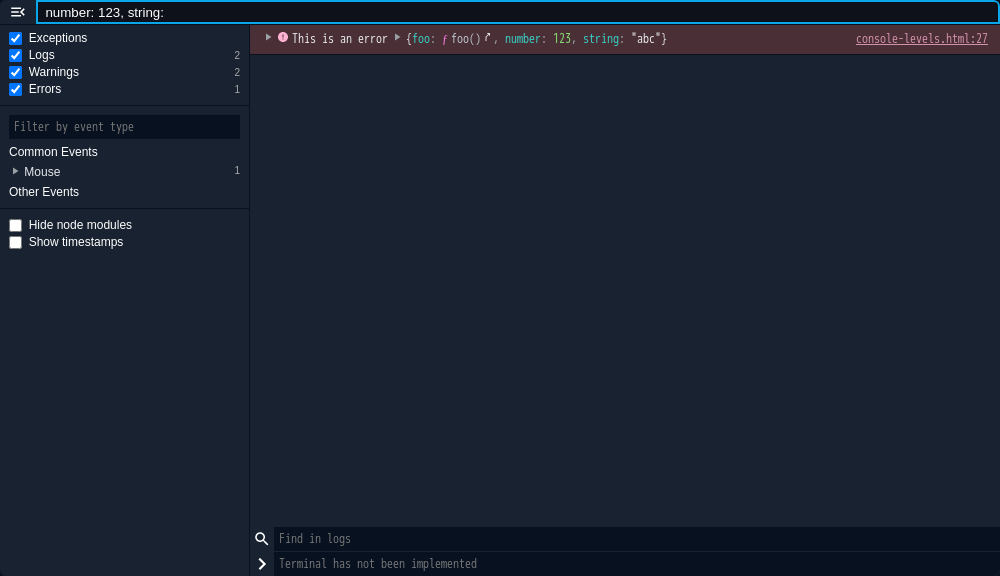 number: 123, string:
Exceptions
Logs 2
Warnings 2
Errors 1
Filter by event type
Common Events
Mouse 1
Other Events
Hide node modules
Show timestamps
This is an error {foo: ƒ foo(), number: 123, string: "abc"} console-levels.html:27
Find in logs
Terminal has not been implemented